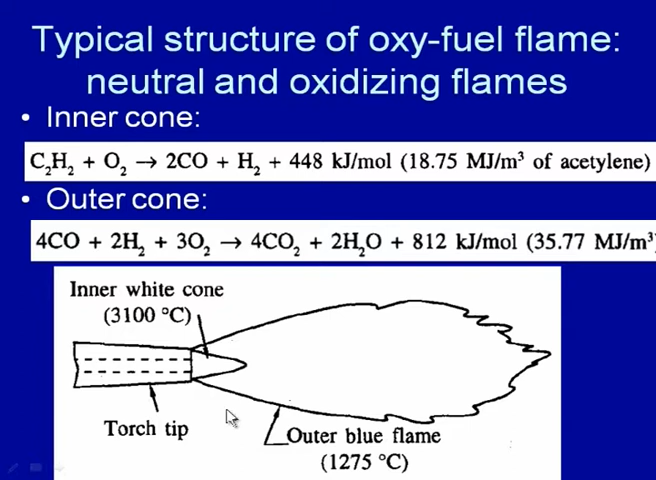 Typical structure of oxy-fuel flame:
neutral and oxidizing flames
• Inner cone:
C₂H₂ + O₂ → 2CO + H₂ + 448 kJ/mol (18.75 MJ/m³ of acetylene)
• Outer cone:
4CO + 2H₂ + 3O₂ → 4CO₂ + 2H₂O + 812 kJ/mol (35.77 MJ/m³)
Inner white cone
(3100 °C)
Torch tip
Outer blue flame
(1275 °C)